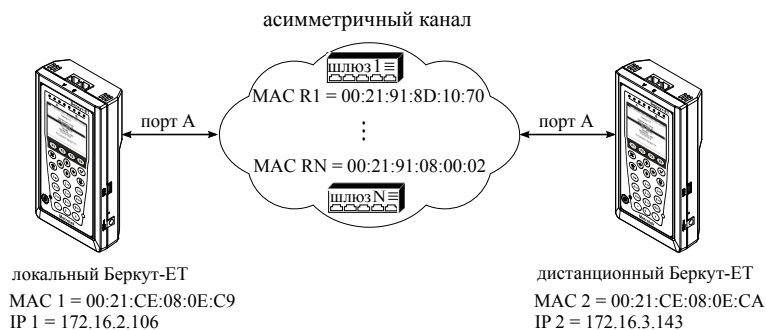 асимметричный канал
шлюз 1
MAC R1 = 00:21:91:8D:10:70
порт A
порт A
MAC RN = 00:21:91:08:00:02
шлюз N
локальный Беркут-ET
MAC 1 = 00:21:CE:08:0E:C9
IP 1 = 172.16.2.106
дистанционный Беркут-ET
MAC 2 = 00:21:CE:08:0E:CA
IP 2 = 172.16.3.143